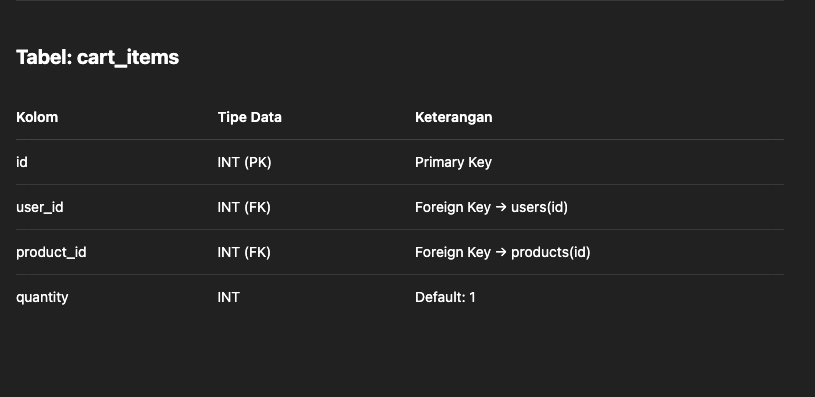 Tabel: cart_items
Kolom Tipe Data Keterangan
id INT (PK) Primary Key
user_id INT (FK) Foreign Key → users(id)
product_id INT (FK) Foreign Key → products(id)
quantity INT Default: 1